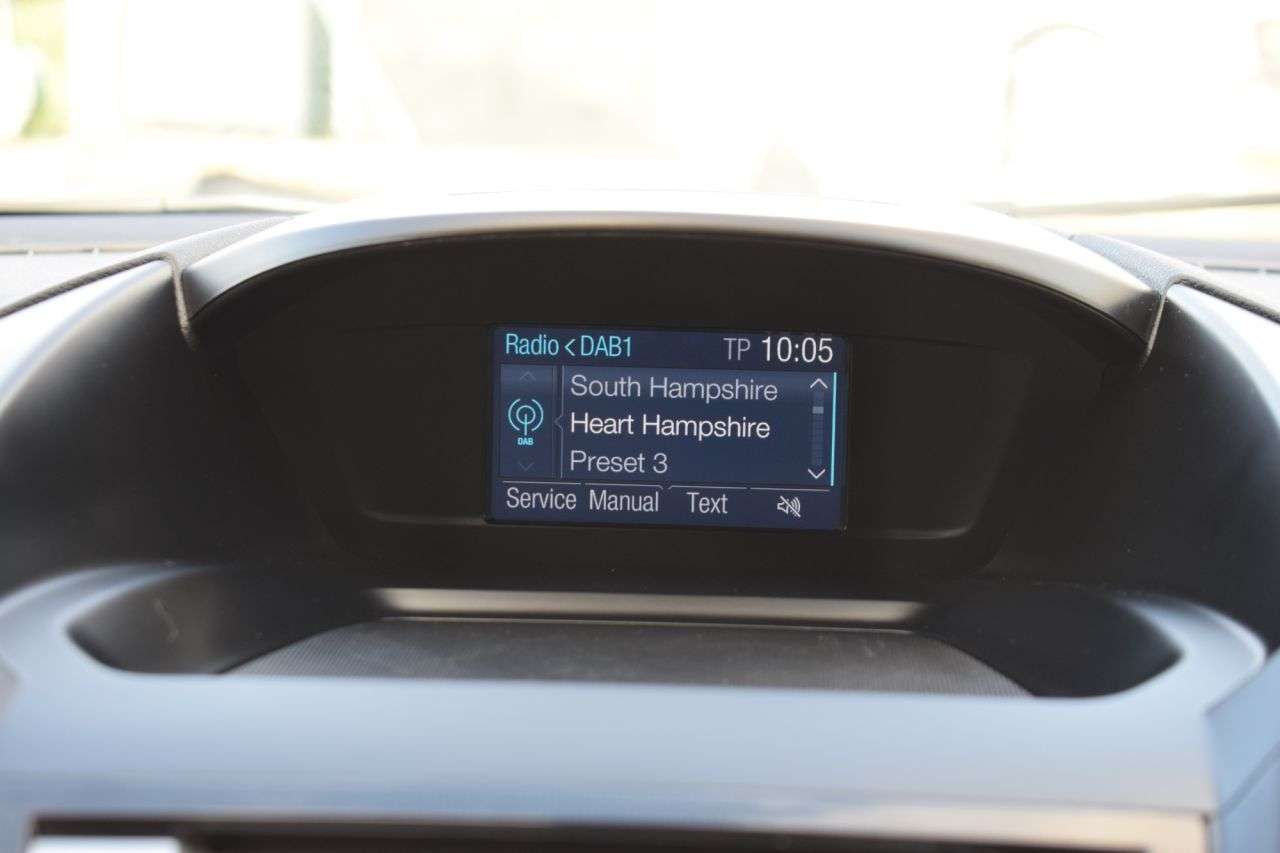 Radio < DAB1 TP 10:05
South Hampshire
DAB
Heart Hampshire
Preset 3
Service Manual Text